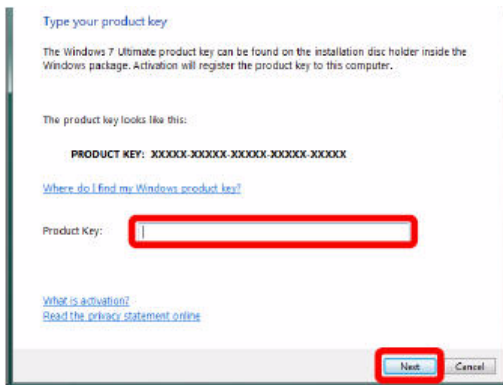 Type your product key
The Windows 7 Ultimate product key can be found on the installation disc holder inside the
Windows package. Activation will register the product key to this computer.
The product key looks like this:
PRODUCT KEY: XXXXX-XXXXX-XXXXX-XXXXX-XXXXX
Where do I find my Windows product key?
Product Key:
What is activation?
Read the privacy statement online
Next Cancel